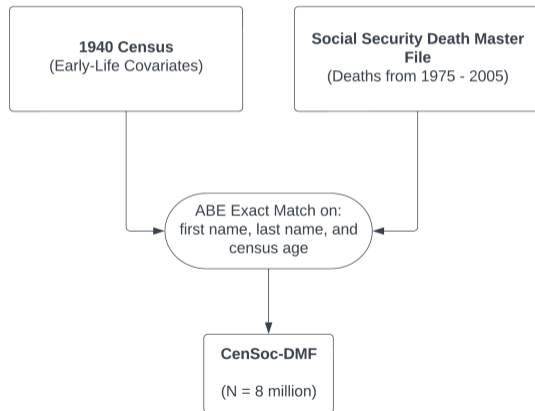 1940 Census
(Early-Life Covariates)
Social Security Death Master
File
(Deaths from 1975 - 2005)
ABE Exact Match on:
first name, last name, and
census age
CenSoc-DMF
(N = 8 million)